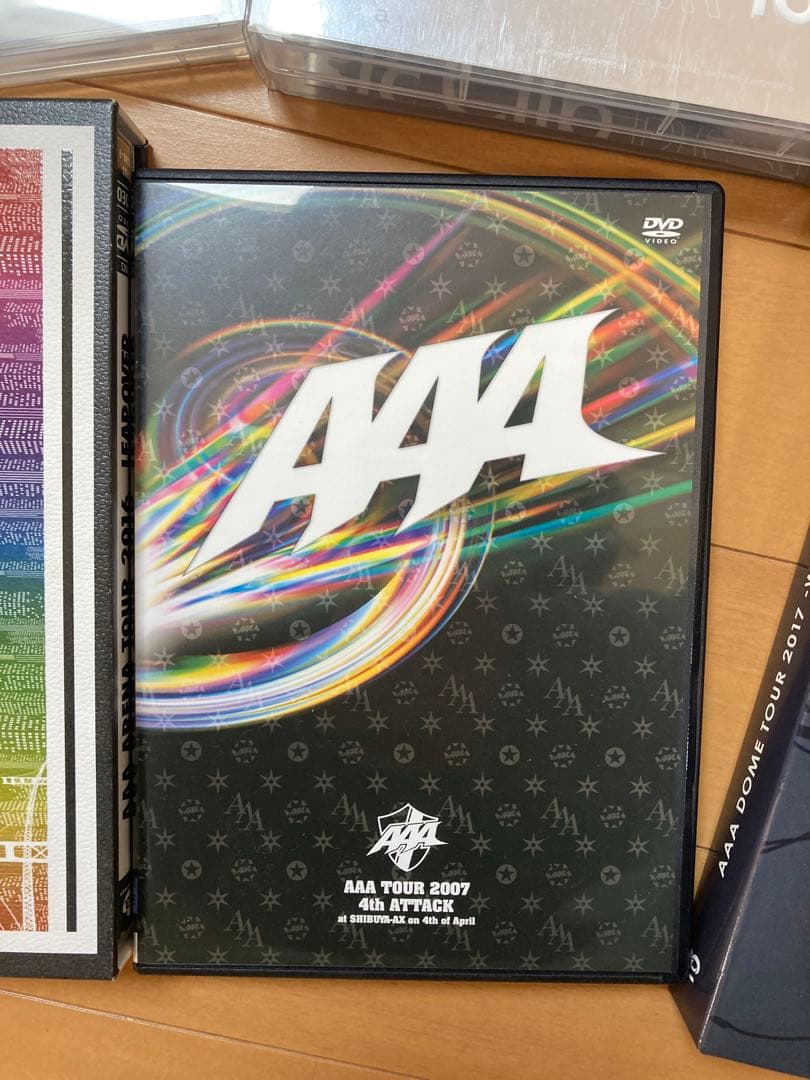 DVD
VIDEO
AAA
AAA
AAA TOUR 2007
4th ATTACK
at SHIBUYA-AX on 4th of April
AAA ARENA TOUR 2016 LEAP OVER
AAA DOME TOUR 2017